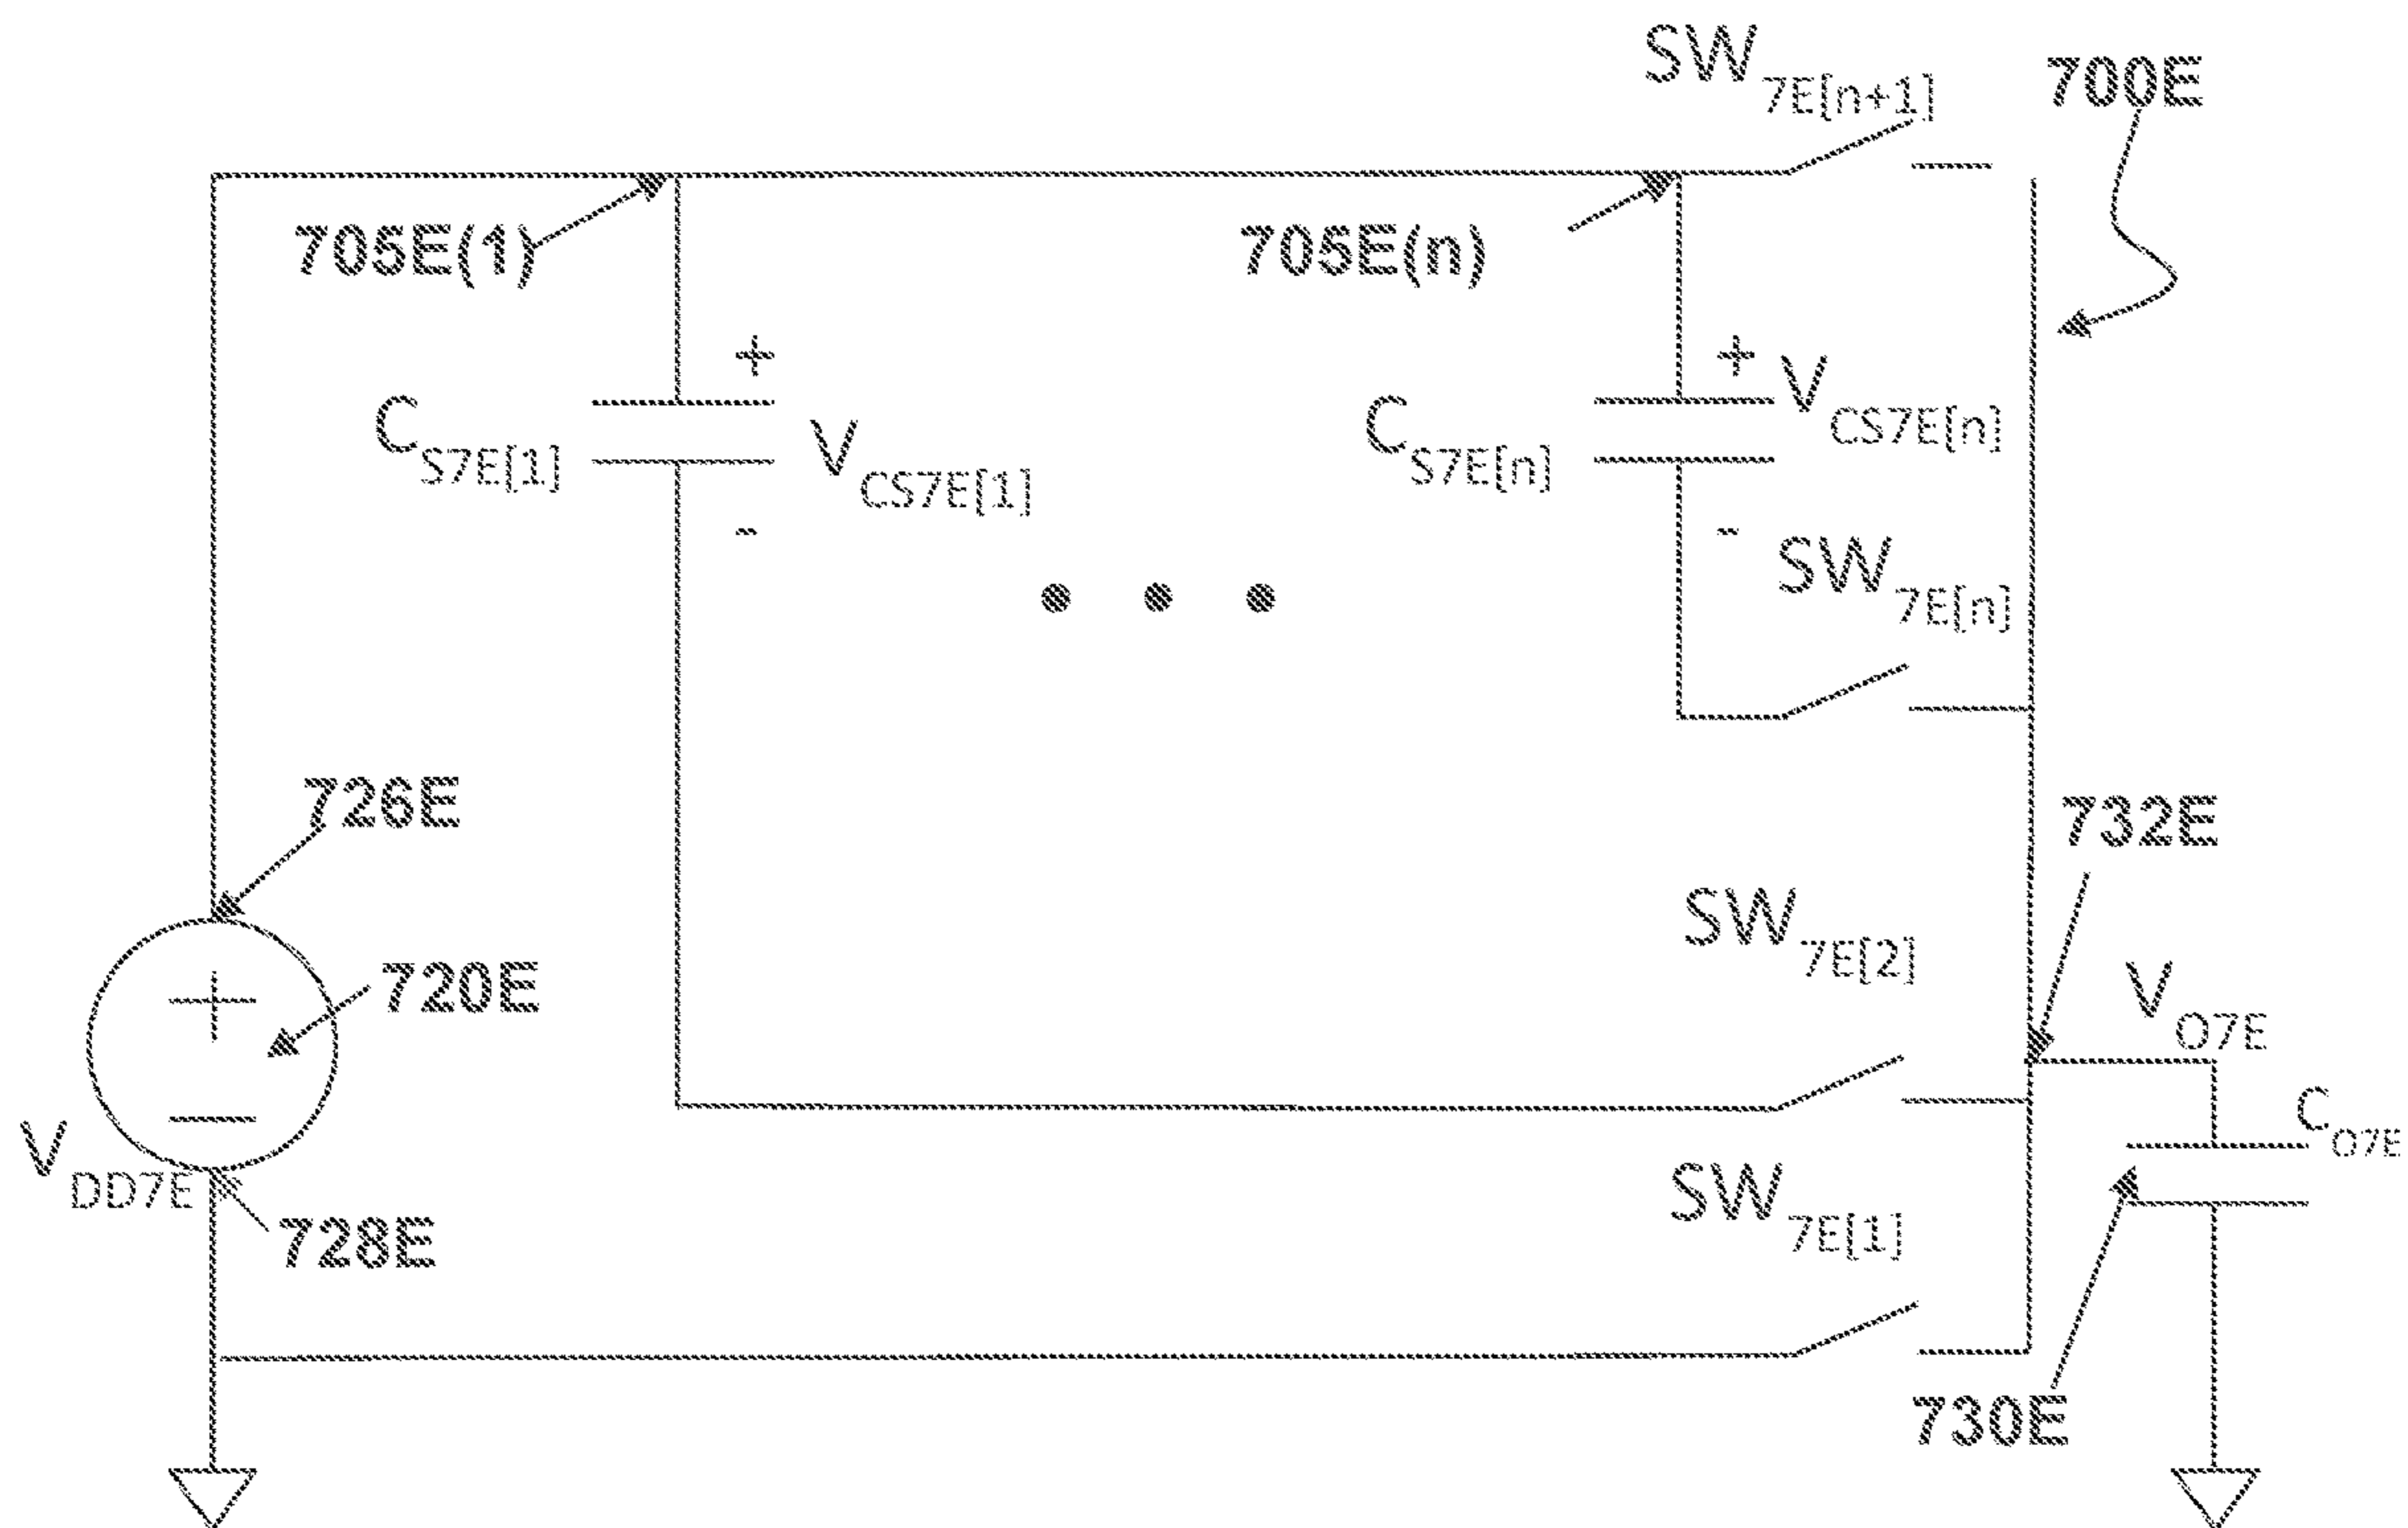 SW7E[n+1]
700E
705E(1)
705E(n)
+
+
VCS7E[n]
CS7E[1]
VCS7E[1]
CS7E[n]
-
-
SW7E[n]
726E
732E
SW7E[2]
720E
+
VO7E
CO7E
−
VDD7E
SW7E[1]
728E
730E